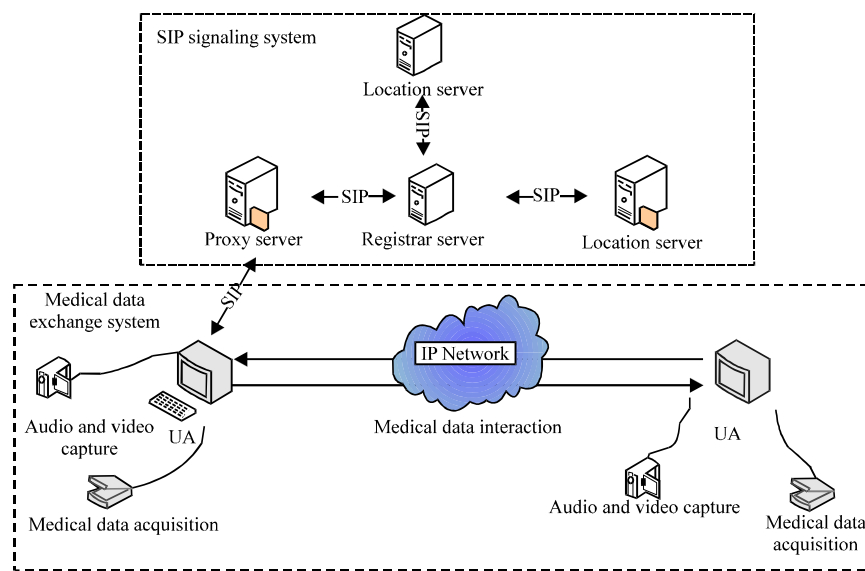 SIP signaling system
Location server
SIP
SIP
SIP
Proxy server
Registrar server
Location server
SIP
Medical data
exchange system
IP Network
Audio and video
capture
UA
Medical data interaction
UA
Medical data acquisition
Audio and video capture
Medical data
acquisition